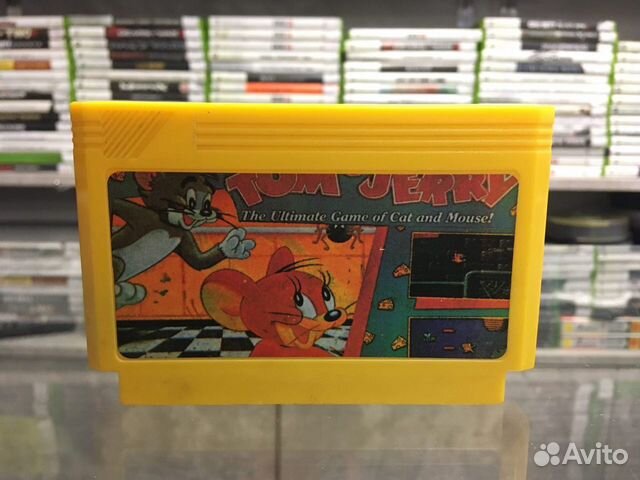 TOM & JERRY
The Ultimate Game of Cat and Mouse!
Avito